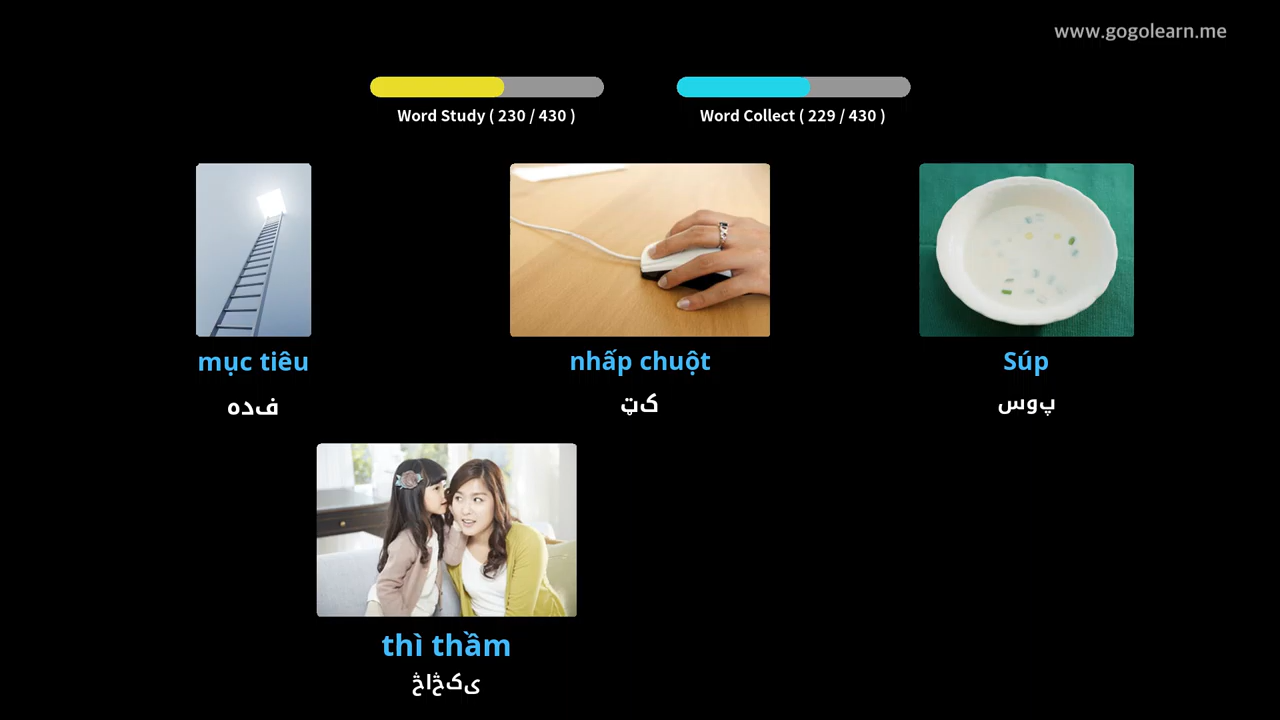 www.gogolearn.me
Word Study ( 230 / 430 )
Word Collect ( 229 / 430 )
mục tiêu
فده
nhấp chuột
کټ
Súp
پوس
thì thầm
یکڅاڅ